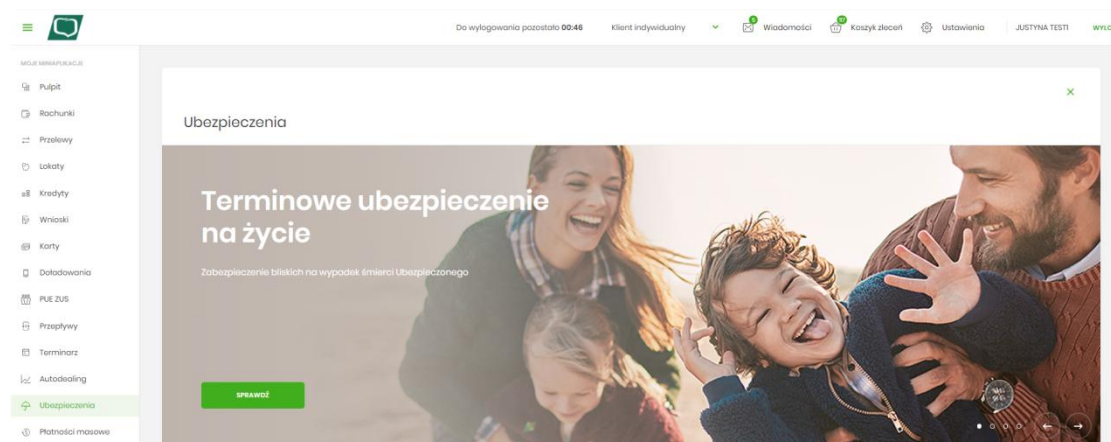 Do wylogowania pozostało 00:46 Klient indywidualny 5 Wiadomości 57 Koszyk zleceń Ustawienia JUSTYNA TESTI
MOJE MINIAPLIKACJE
Pulpit
Rachunki
Przelewy
Lokaty
Kredyty
Wnioski
Karty
Doładowania
PUE ZUS
Przepływy
Terminarz
Autodealing
Ubezpieczenia
Płatności masowe
Ubezpieczenia
Terminowe ubezpieczenie
na życie
Zabezpieczenie bliskich na wypadek śmierci Ubezpieczonego
SPRAWDŹ